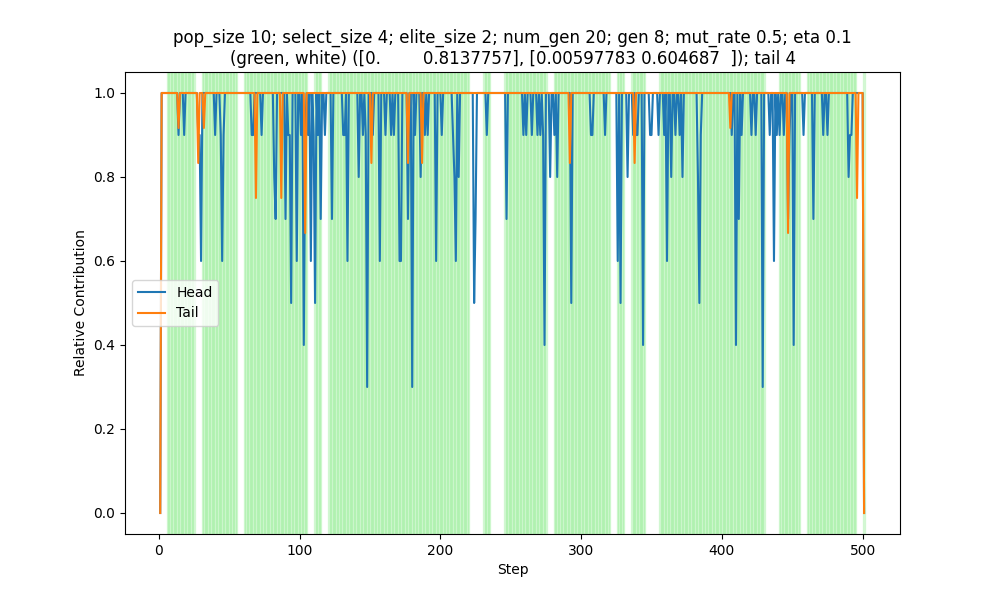 pop_size 10; select_size 4; elite_size 2; num_gen 20; gen 8; mut_rate 0.5; eta 0.1
(green, white) ([0. 0.8137757], [0.00597783 0.604687 ]); tail 4
1.0
0.8
0.6
0.4
0.2
0.0
Relative Contribution
Head
Tail
0 100 200 300 400 500
Step